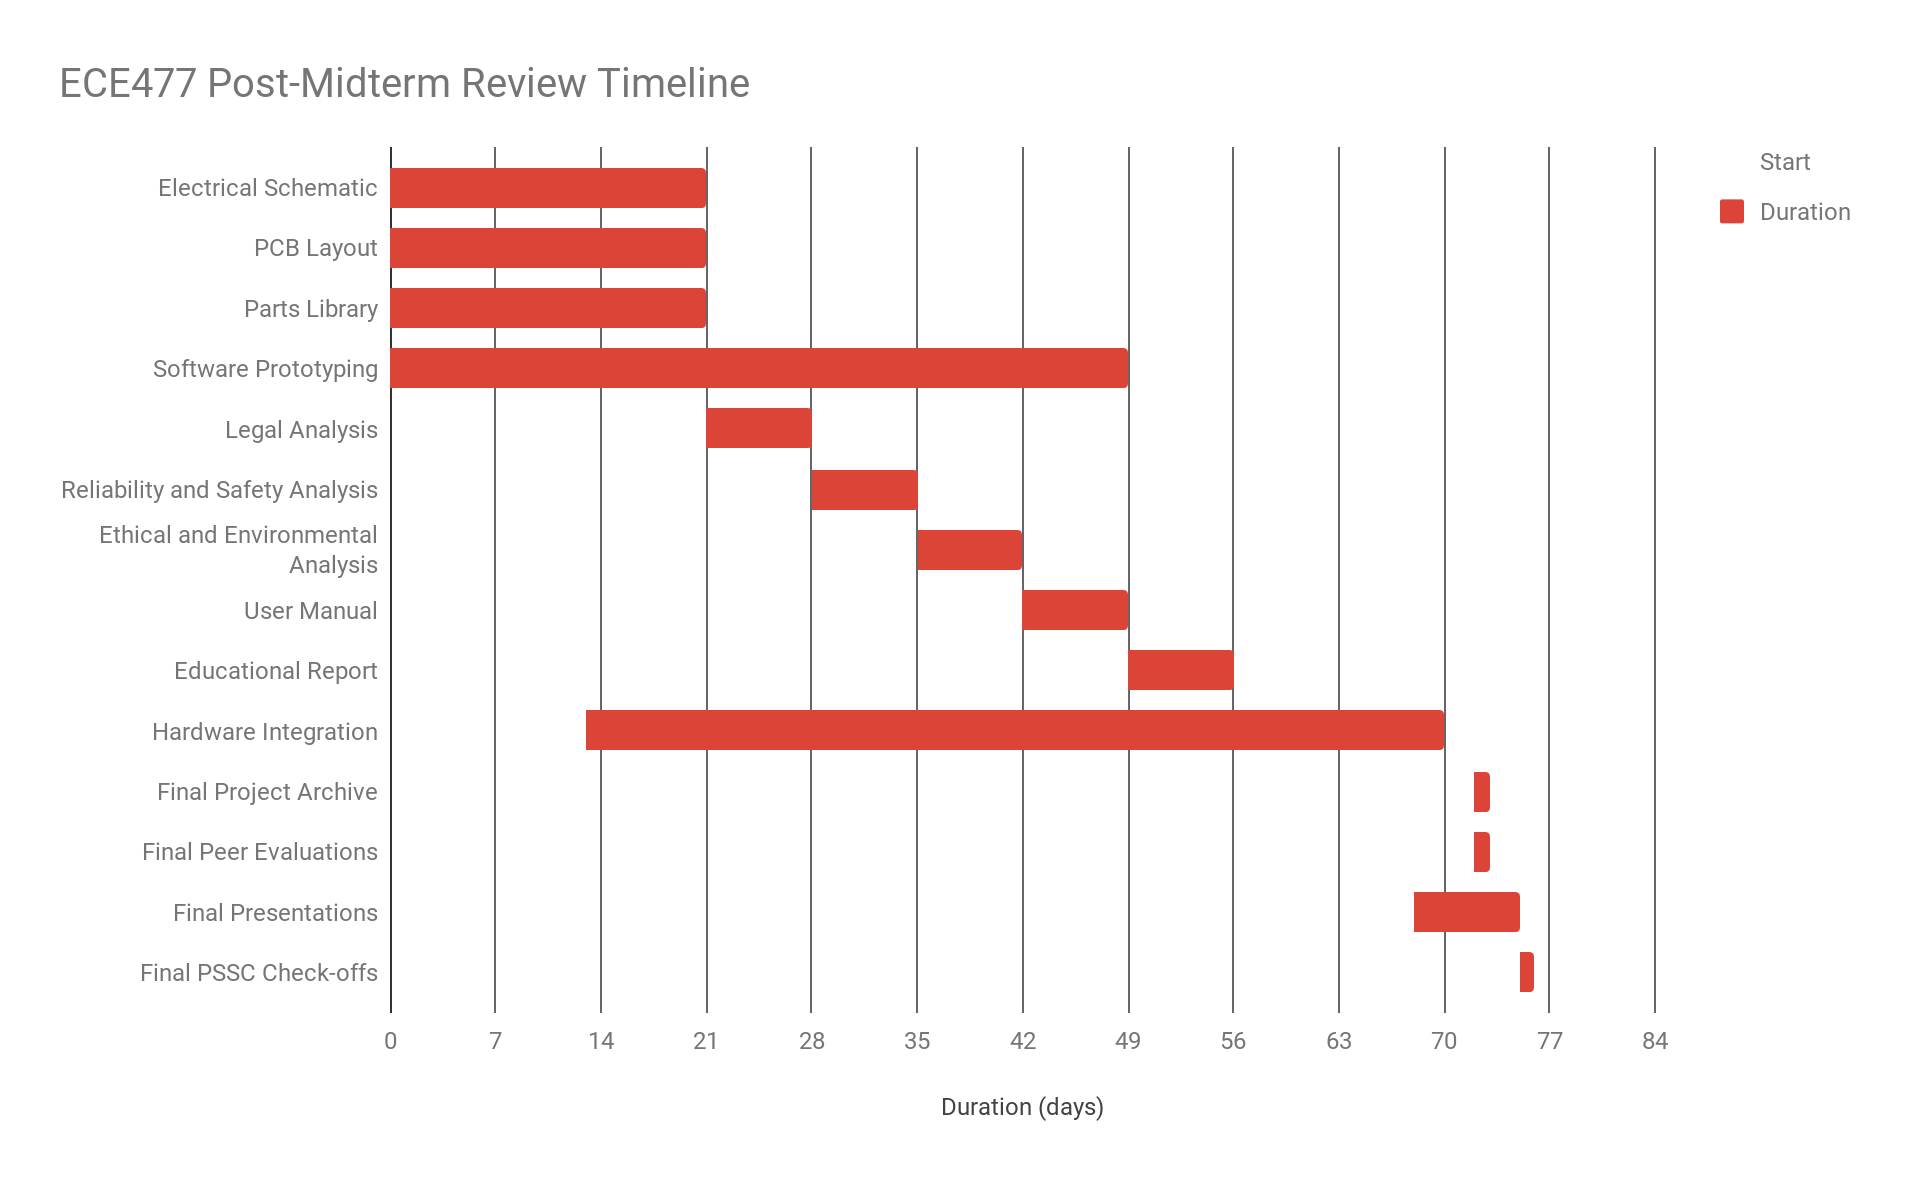 ECE477 Post-Midterm Review Timeline
Start
Duration
Electrical Schematic
PCB Layout
Parts Library
Software Prototyping
Legal Analysis
Reliability and Safety Analysis
Ethical and Environmental
Analysis
User Manual
Educational Report
Hardware Integration
Final Project Archive
Final Peer Evaluations
Final Presentations
Final PSSC Check-offs
0 7 14 21 28 35 42 49 56 63 70 77 84
Duration (days)